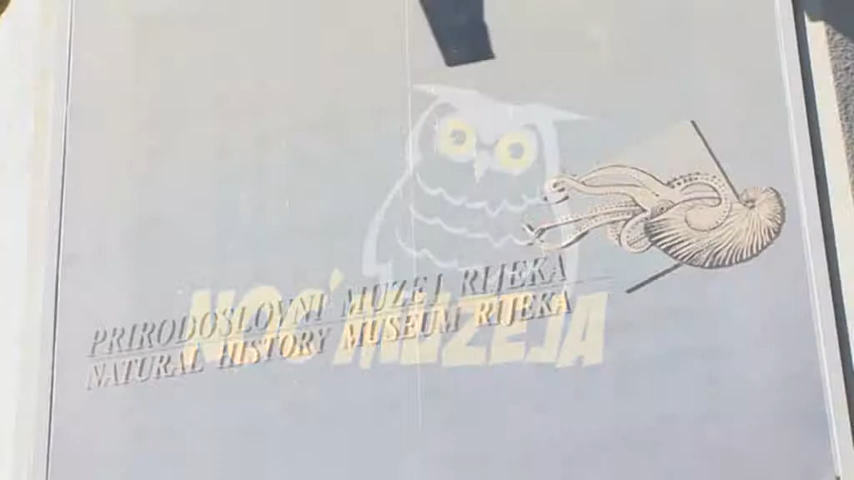 PRIRODOSLOVNI MUZEJ RIJEKA
NATURAL HISTORY MUSEUM RIJEKA
NOĆ MUZEJA